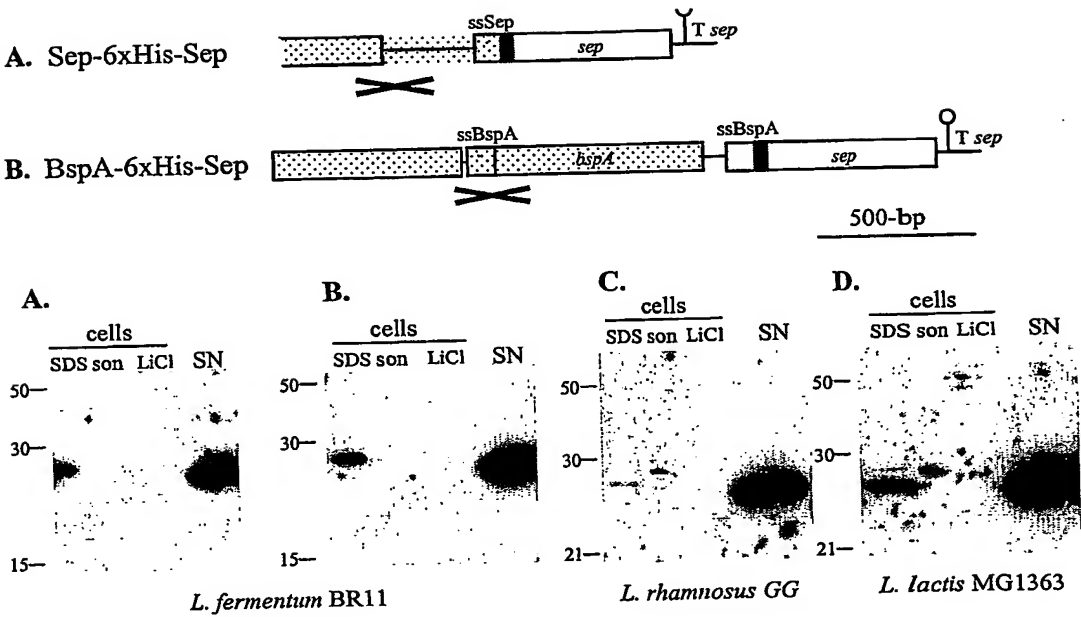 ssSep
A. Sep-6xHis-Sep
sep
T sep
ssBspA
ssBspA
B. BspA-6xHis-Sep
bspA
sep
T sep
500-bp
A.
cells
SDS son LiCl SN
50
30
15
B.
cells
SDS son LiCl SN
50
30
15
L. fermentum BR11
C.
cells
SDS son LiCl SN
50
30
21
L. rhamnosus GG
D.
cells
SDS son LiCl SN
50
30
21
L. lactis MG1363